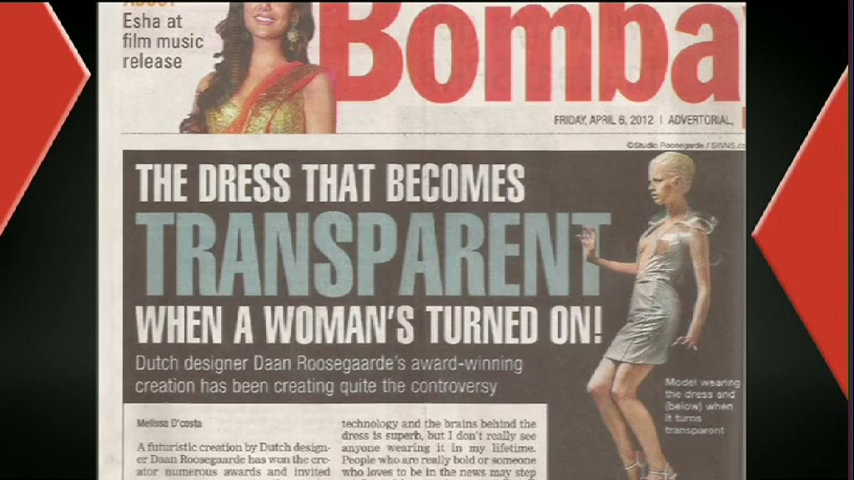 Esha at
film music
release
Bomba
FRIDAY, APRIL 6, 2012 | ADVERTORIAL,
©Studio Roosegarde / SWNS.co
THE DRESS THAT BECOMES
TRANSPARENT
WHEN A WOMAN'S TURNED ON!
Dutch designer Daan Roosegaarde's award-winning
creation has been creating quite the controversy
Model wearing
the dress and
(below) when
it turns
transparent
Melissa D'costa
A futuristic creation by Dutch design-
er Daan Roosegaarde has won the cre-
ator numerous awards and invited
technology and the brains behind the
dress is superb, but I don't really see
anyone wearing it in my lifetime.
People who are really bold or someone
who loves to be in the news may step